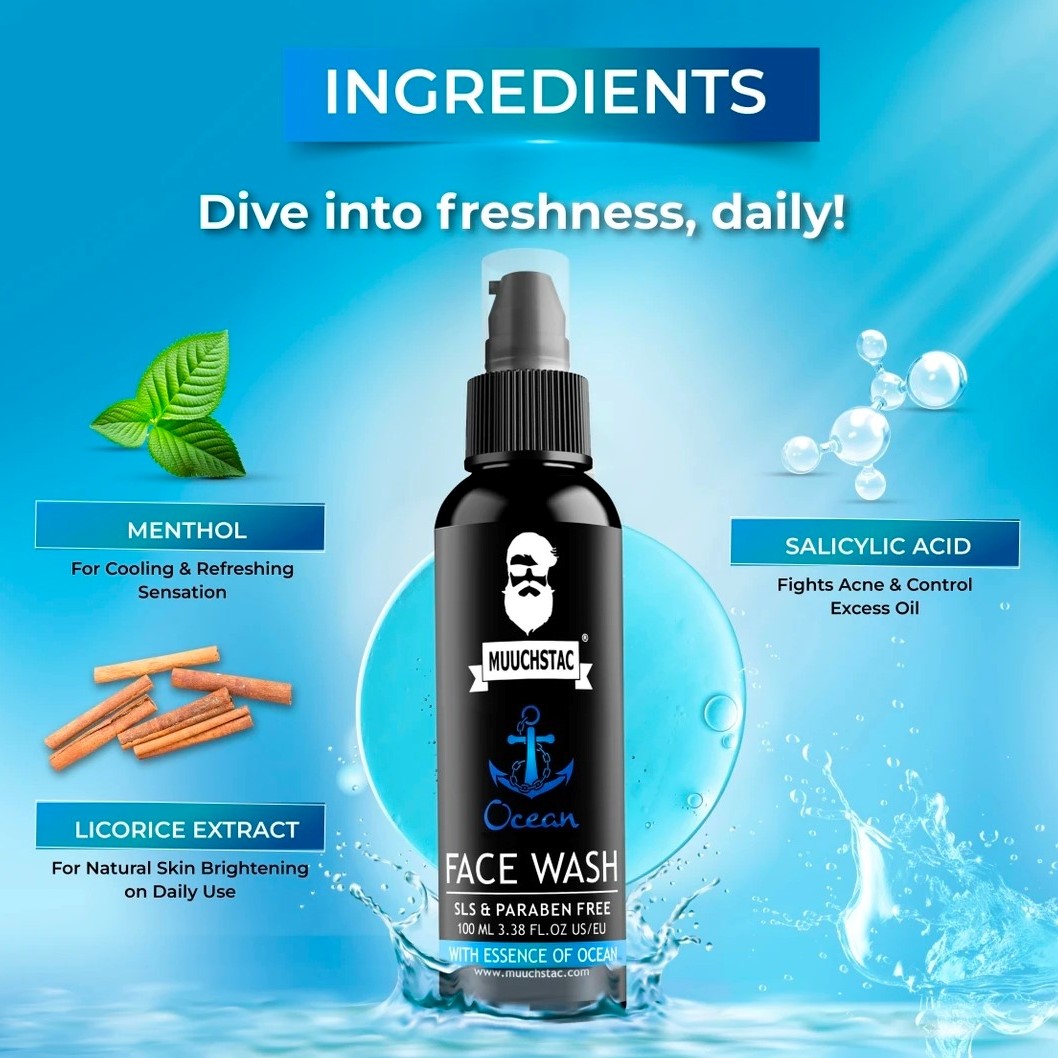 INGREDIENTS
Dive into freshness, daily!
MENTHOL
For Cooling & Refreshing
Sensation
SALICYLIC ACID
Fights Acne & Control
Excess Oil
LICORICE EXTRACT
For Natural Skin Brightening
on Daily Use
MUUCHSTAC®
Ocean
FACE WASH
SLS & PARABEN FREE
100 ML 3.38 FL.OZ US/EU
WITH ESSENCE OF OCEAN
www.muuchstac.com